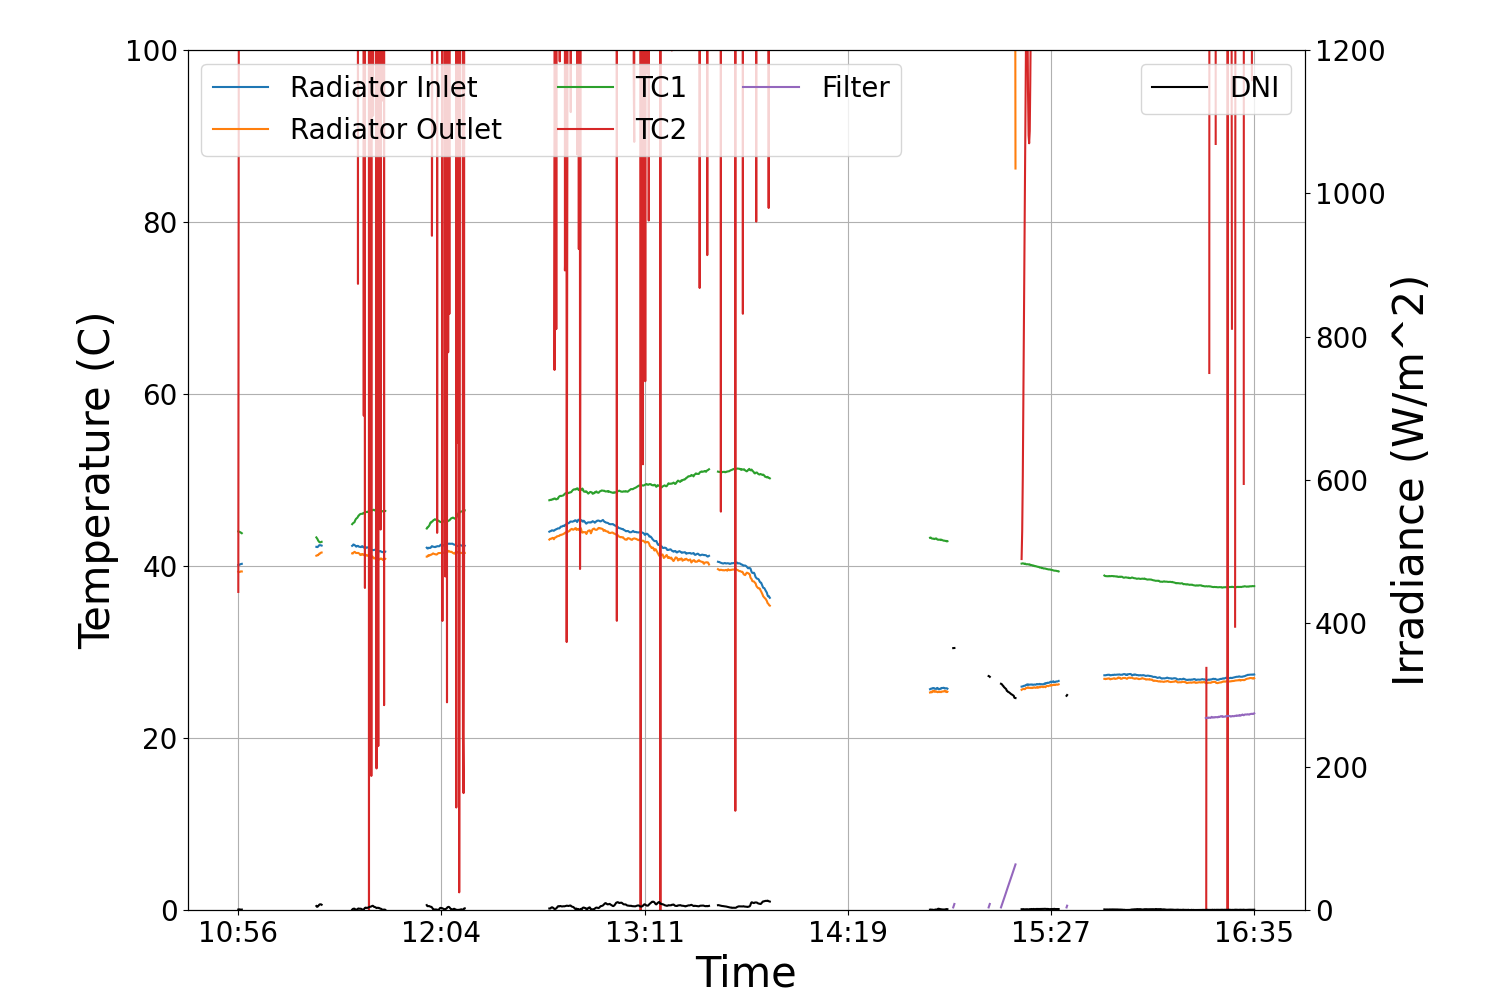 100
80
60
40
20
0
Temperature (C)
Radiator Inlet
Radiator Outlet
TC1
TC2
Filter
DNI
1200
1000
800
600
400
200
0
Irradiance (W/m^2)
10:56
12:04
13:11
14:19
15:27
16:35
Time